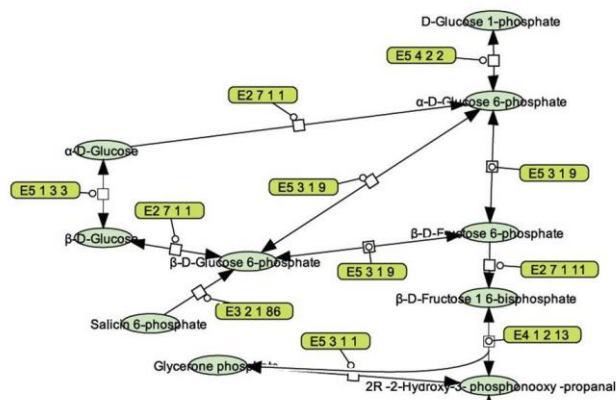 D-Glucose 1-phosphate
E5 4 2 2
E2 7 1 1
α-D-Glucose 6-phosphate
α-D-Glucose
E5 1 3 3
E5 3 1 9
E5 3 1 9
E2 7 1 1
β-D-Glucose
β-D-Fructose 6-phosphate
β-D-Glucose 6-phosphate
E5 3 1 9
E2 7 1 11
E3 2 1 86
β-D-Fructose 1 6-bisphosphate
Salicin 6-phosphate
E5 3 1 1
E4 1 2 13
Glycerone phosphate
2R -2-Hydroxy-3- phosphonooxy -propanal